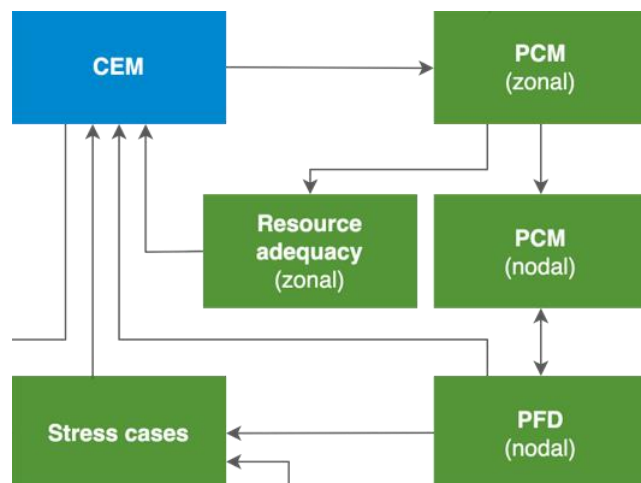 CEM
PCM
(zonal)
Resource
adequacy
(zonal)
PCM
(nodal)
Stress cases
PFD
(nodal)